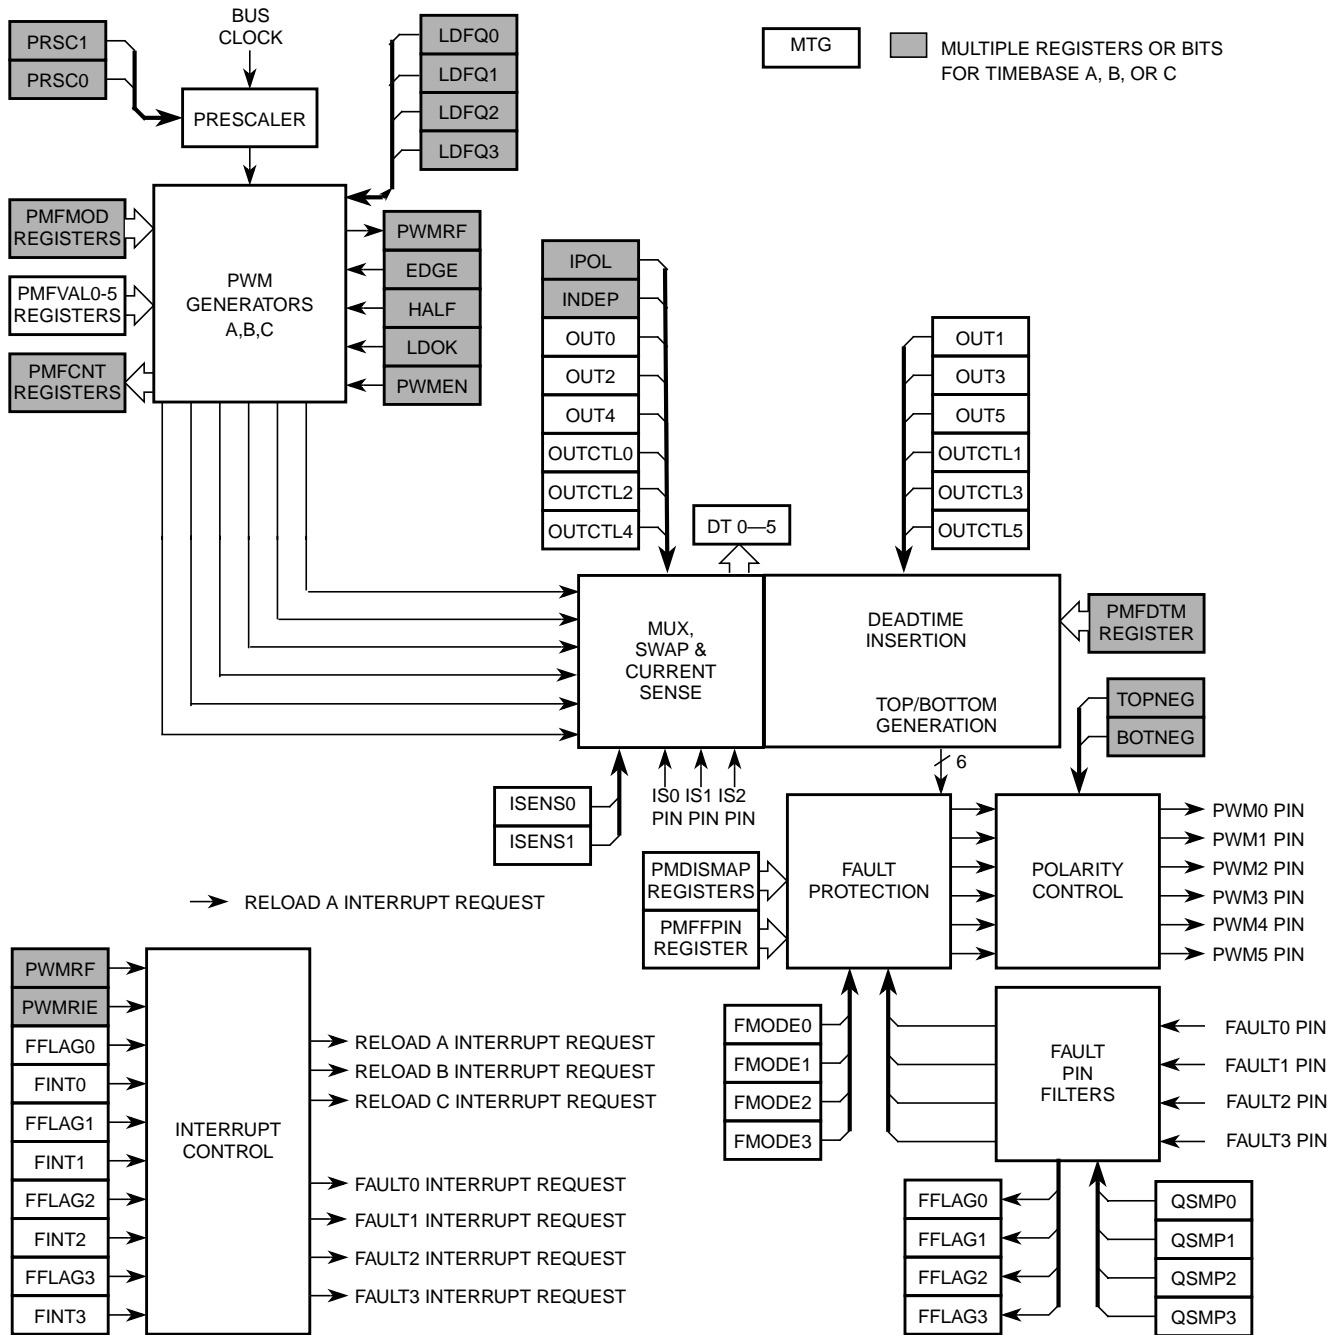 PRSC1
PRSC0
BUS
CLOCK
PRESCALER
LDFQ0
LDFQ1
LDFQ2
LDFQ3
MTG
MULTIPLE REGISTERS OR BITS
FOR TIMEBASE A, B, OR C
PMFMOD
REGISTERS
PMFVAL0-5
REGISTERS
PMFCNT
REGISTERS
PWM
GENERATORS
A,B,C
PWMRF
EDGE
HALF
LDOK
PWMEN
IPOL
INDEP
OUT0
OUT2
OUT4
OUTCTL0
OUTCTL2
OUTCTL4
DT 0—5
OUT1
OUT3
OUT5
OUTCTL1
OUTCTL3
OUTCTL5
MUX,
SWAP &
CURRENT
SENSE
DEADTIME
INSERTION
TOP/BOTTOM
GENERATION
PMFDTM
REGISTER
TOPNEG
BOTNEG
6
ISENS0
ISENS1
IS0 IS1 IS2
PIN PIN PIN
PMDISMAP
REGISTERS
PMFFPIN
REGISTER
FAULT
PROTECTION
POLARITY
CONTROL
PWM0 PIN
PWM1 PIN
PWM2 PIN
PWM3 PIN
PWM4 PIN
PWM5 PIN
RELOAD A INTERRUPT REQUEST
PWMRF
PWMRIE
FFLAG0
FINT0
FFLAG1
FINT1
FFLAG2
FINT2
FFLAG3
FINT3
INTERRUPT
CONTROL
RELOAD A INTERRUPT REQUEST
RELOAD B INTERRUPT REQUEST
RELOAD C INTERRUPT REQUEST
FAULT0 INTERRUPT REQUEST
FAULT1 INTERRUPT REQUEST
FAULT2 INTERRUPT REQUEST
FAULT3 INTERRUPT REQUEST
FMODE0
FMODE1
FMODE2
FMODE3
FAULT
PIN
FILTERS
FAULT0 PIN
FAULT1 PIN
FAULT2 PIN
FAULT3 PIN
FFLAG0
FFLAG1
FFLAG2
FFLAG3
QSMP0
QSMP1
QSMP2
QSMP3